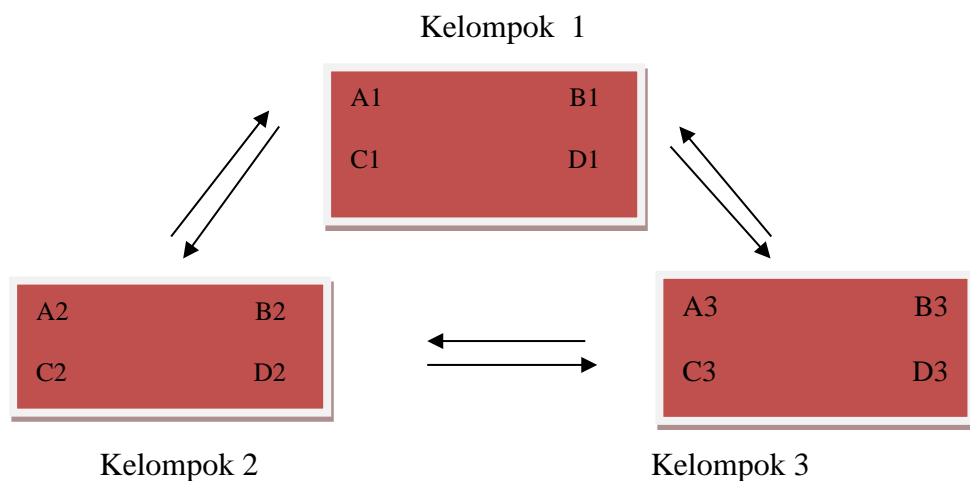 Kelompok 1
A1 B1
C1 D1
A2 B2
C2 D2
A3 B3
C3 D3
Kelompok 2
Kelompok 3